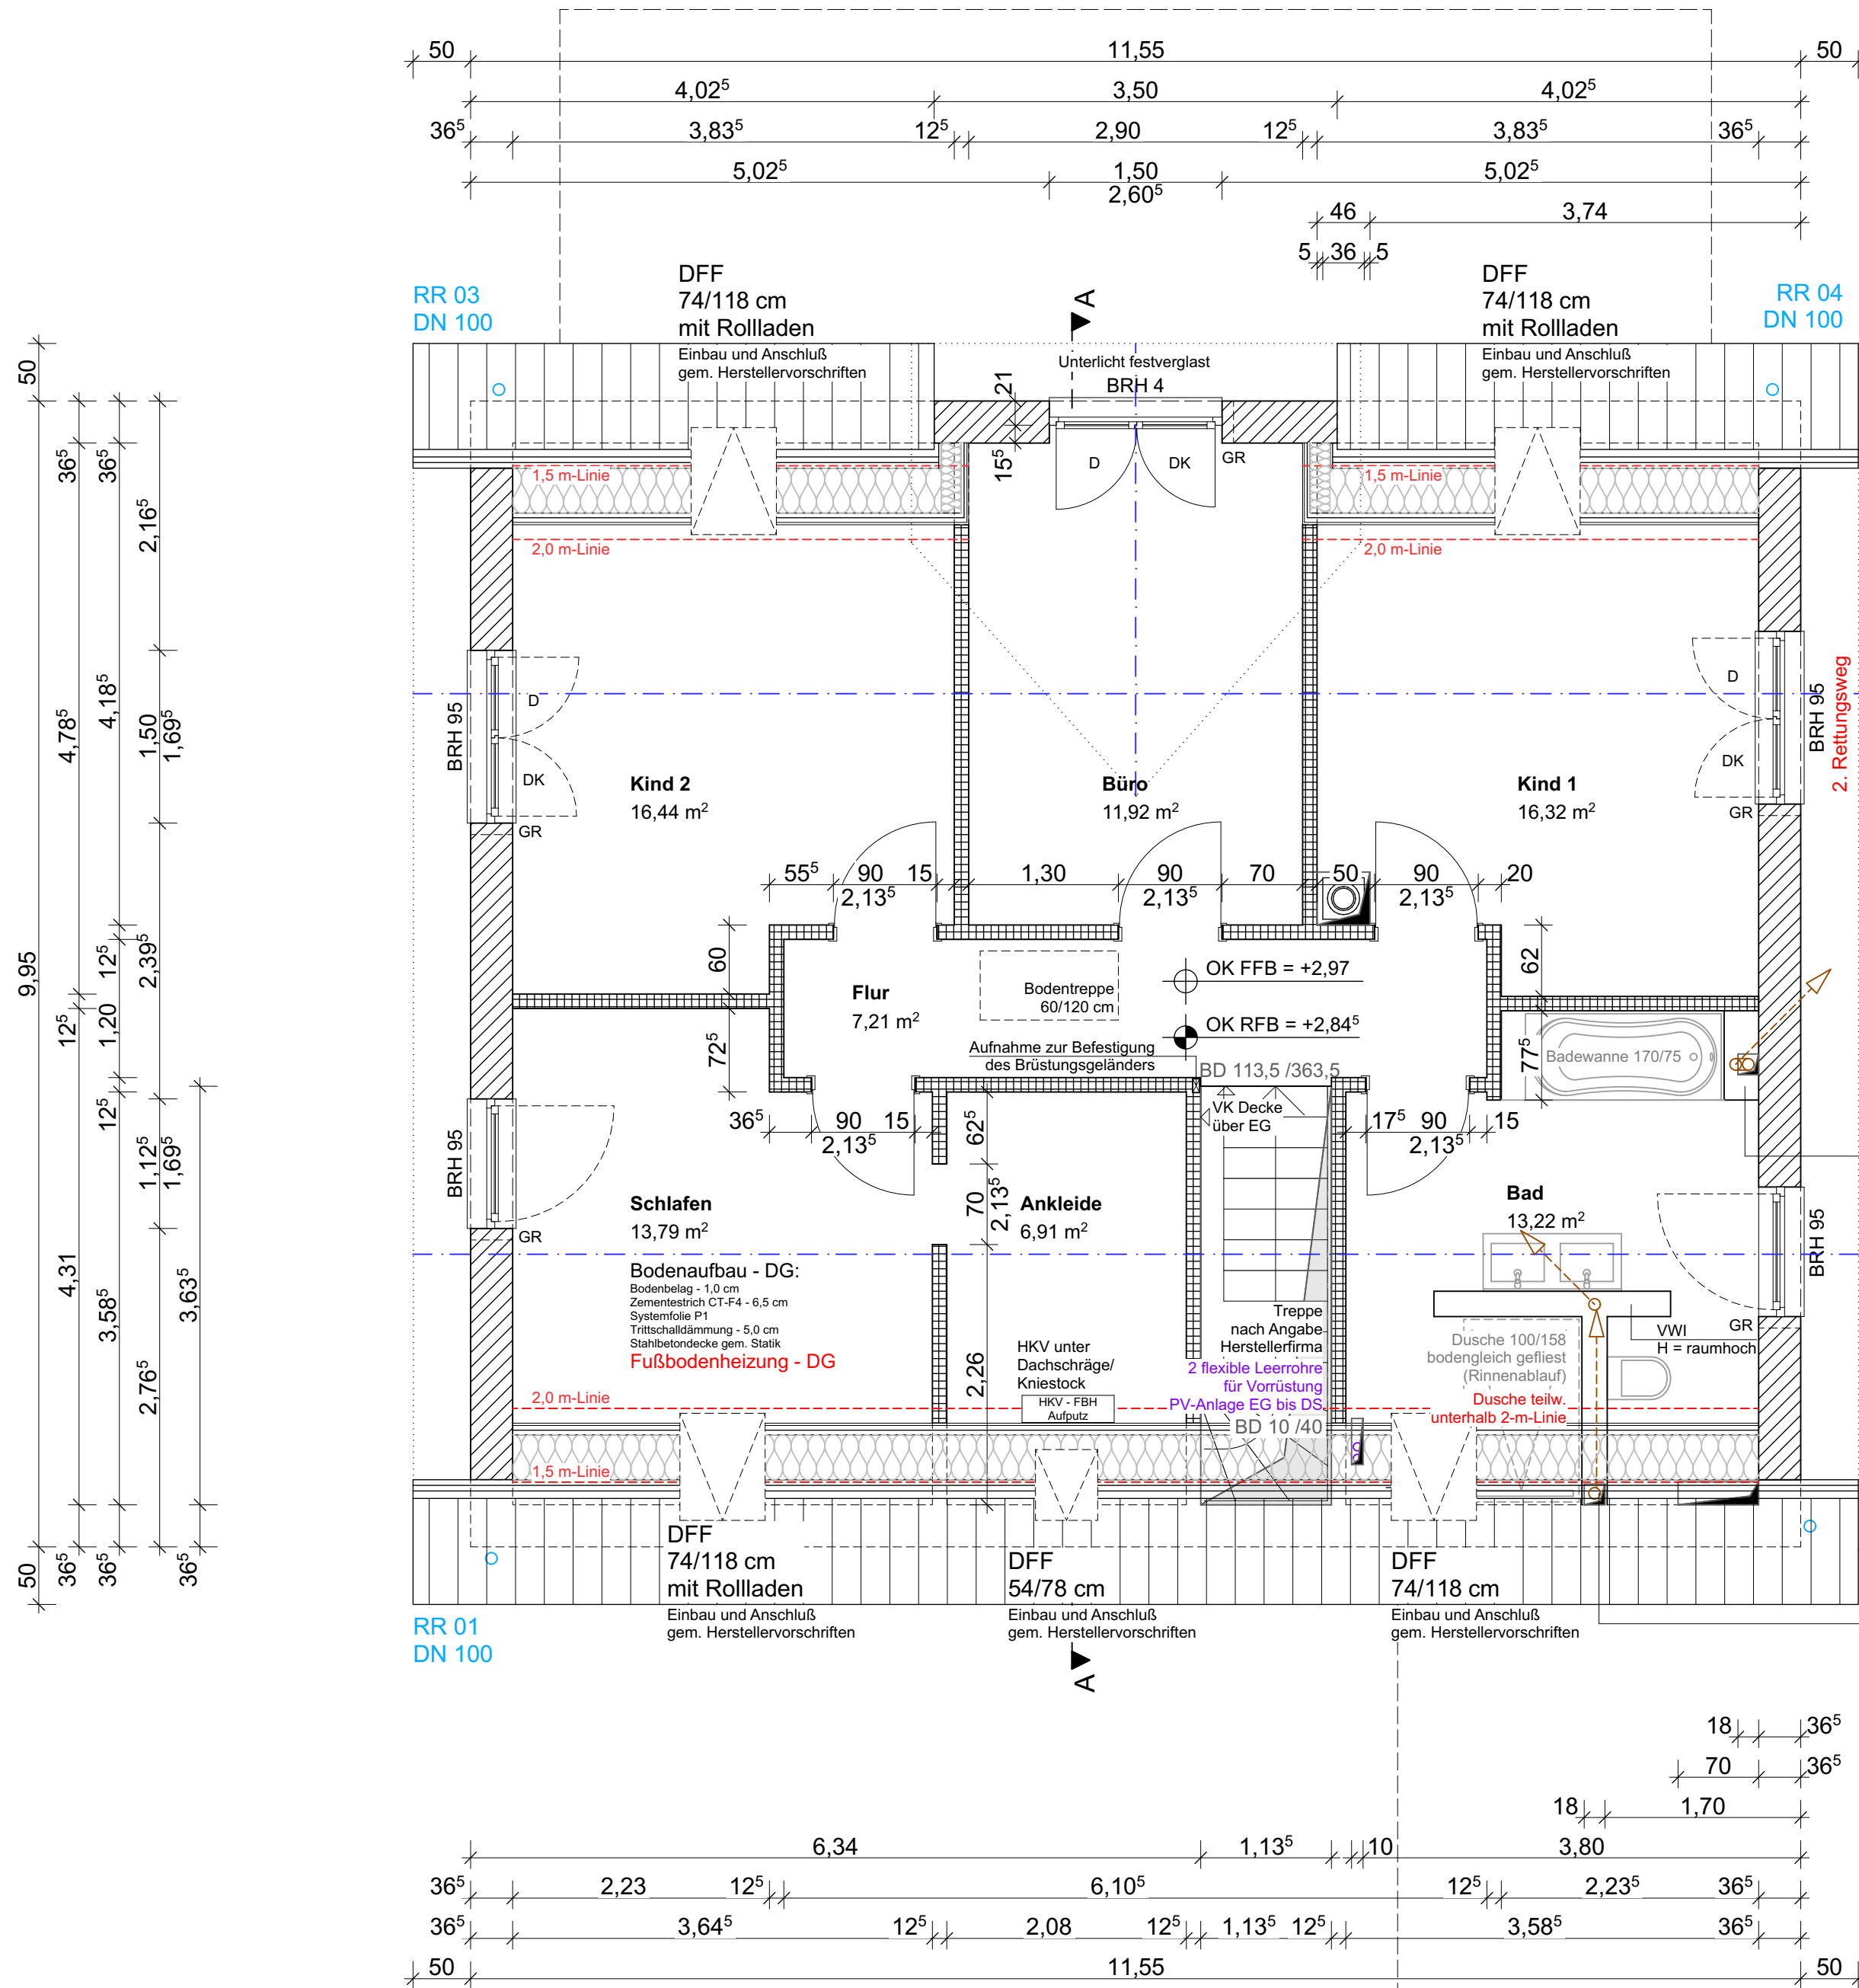 50
11,55
50
4,02⁵
3,50
4,02⁵
36⁵
3,83⁵
12⁵
2,90
12⁵
3,83⁵
36⁵
5,02⁵
1,50
2,60⁵
5,02⁵
46
3,74
5
36
5
RR 03
DN 100
DFF
74/118 cm
mit Rollladen
Einbau und Anschluß
gem. Herstellervorschriften
A
Unterlicht festverglast
BRH 4
DFF
74/118 cm
mit Rollladen
Einbau und Anschluß
gem. Herstellervorschriften
RR 04
DN 100
21
15⁵
D
DK
GR
1,5 m-Linie
1,5 m-Linie
2,0 m-Linie
2,0 m-Linie
50
9,95
50
36⁵
4,78⁵
12⁵
4,31
36⁵
36⁵
4,18⁵
12⁵
1,20
12⁵
3,58⁵
36⁵
2,16⁵
1,50
1,69⁵
2,39⁵
1,12⁵
1,69⁵
2,76⁵
3,63⁵
36⁵
BRH 95
D
DK
GR
Kind 2
16,44 m²
Büro
11,92 m²
Kind 1
16,32 m²
D
DK
GR
BRH 95
2. Rettungsweg
55⁵
90
2,13⁵
15
1,30
90
2,13⁵
70
50
90
2,13⁵
20
60
72⁵
Flur
7,21 m²
Bodentreppe
60/120 cm
OK FFB = +2,97
OK RFB = +2,84⁵
62
77⁵
Aufnahme zur Befestigung
des Brüstungsgeländers
BD 113,5 /363,5
Badewanne 170/75
VK Decke
über EG
36⁵
90
2,13⁵
15
62⁵
70
2,13⁵
2,26
17⁵
90
2,13⁵
15
BRH 95
GR
Schlafen
13,79 m²
Ankleide
6,91 m²
Bad
13,22 m²
BRH 95
GR
Bodenaufbau - DG:
Bodenbelag - 1,0 cm
Zementestrich CT-F4 - 6,5 cm
Systemfolie P1
Trittschalldämmung - 5,0 cm
Stahlbetondecke gem. Statik
Fußbodenheizung - DG
HKV unter
Dachschräge/
Kniestock
HKV - FBH
Aufputz
Treppe
nach Angabe
Herstellerfirma
2 flexible Leerrohre
für Vorrüstung
PV-Anlage EG bis DS
BD 10 /40
Dusche 100/158
bodengleich gefliest
(Rinnenablauf)
Dusche teilw.
unterhalb 2-m-Linie
VWI
H = raumhoch
2,0 m-Linie
1,5 m-Linie
DFF
74/118 cm
mit Rollladen
Einbau und Anschluß
gem. Herstellervorschriften
DFF
54/78 cm
Einbau und Anschluß
gem. Herstellervorschriften
DFF
74/118 cm
Einbau und Anschluß
gem. Herstellervorschriften
RR 01
DN 100
A
18
36⁵
70
36⁵
18
1,70
6,34
1,13⁵
10
3,80
36⁵
2,23
12⁵
6,10⁵
12⁵
2,23⁵
36⁵
36⁵
3,64⁵
12⁵
2,08
12⁵
1,13⁵
12⁵
3,58⁵
36⁵
50
11,55
50